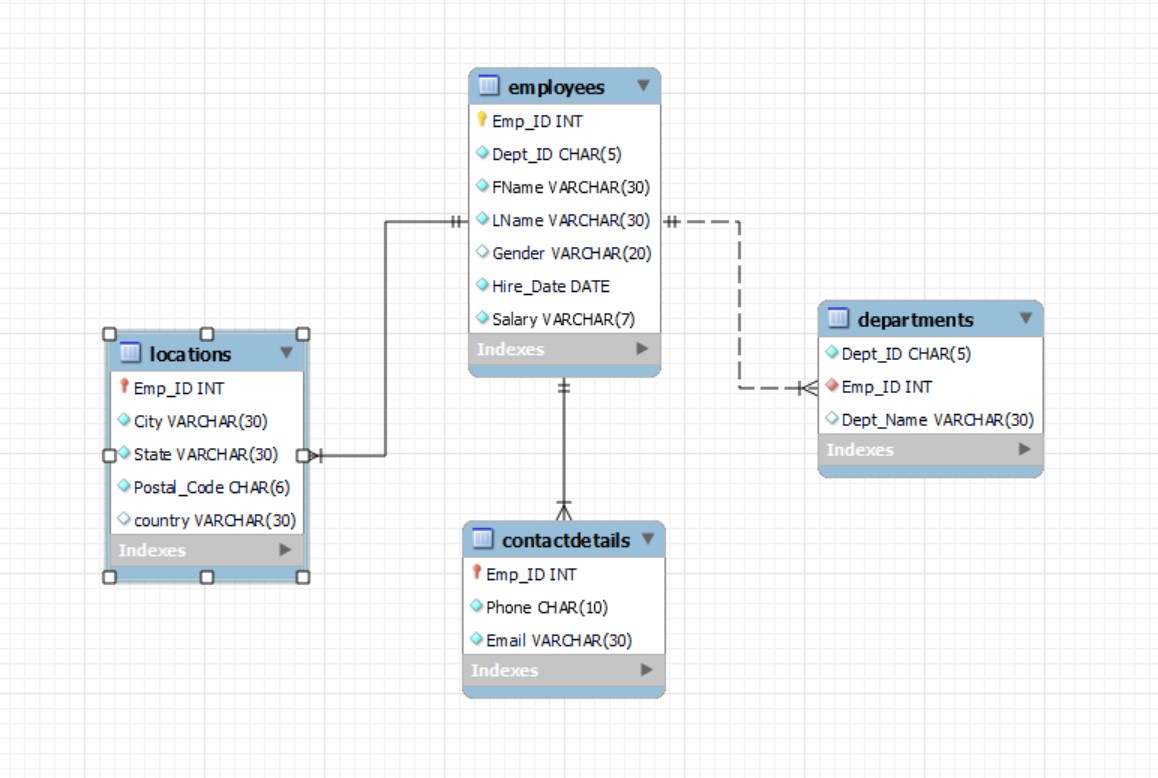 employees
Emp_ID INT
Dept_ID CHAR(5)
FName VARCHAR(30)
LName VARCHAR(30)
Gender VARCHAR(20)
Hire_Date DATE
Salary VARCHAR(7)
Indexes
locations
Emp_ID INT
City VARCHAR(30)
State VARCHAR(30)
Postal_Code CHAR(6)
country VARCHAR(30)
Indexes
departments
Dept_ID CHAR(5)
Emp_ID INT
Dept_Name VARCHAR(30)
Indexes
contactdetails
Emp_ID INT
Phone CHAR(10)
Email VARCHAR(30)
Indexes